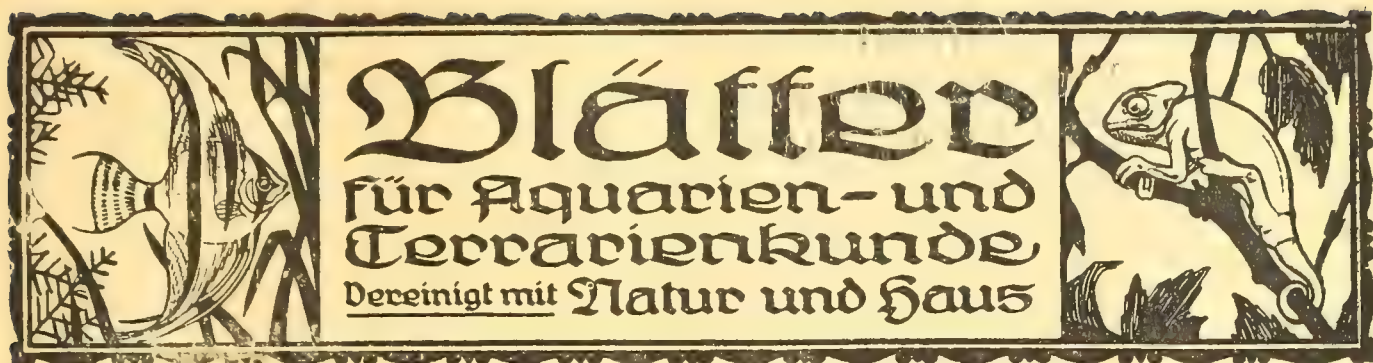 Blätter
für Aquarien- und
Terrarienkunde
Vereinigt mit Natur und Haus